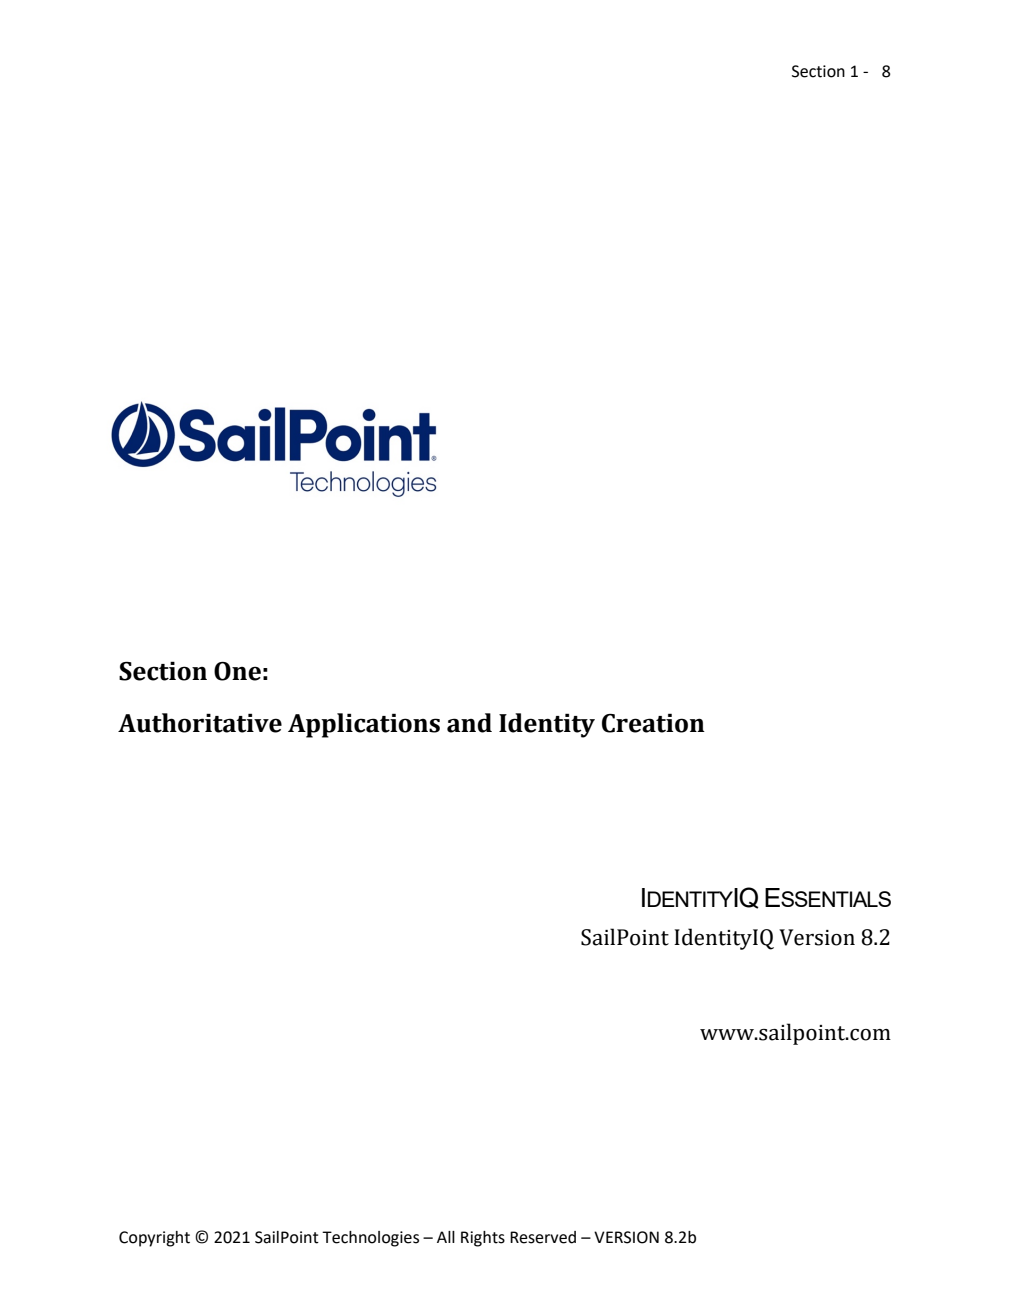 Section 1 - 8
SailPoint®
Technologies
Section One:
Authoritative Applications and Identity Creation
IDENTITYIQ ESSENTIALS
SailPoint IdentityIQ Version 8.2
www.sailpoint.com
Copyright © 2021 SailPoint Technologies – All Rights Reserved – VERSION 8.2b